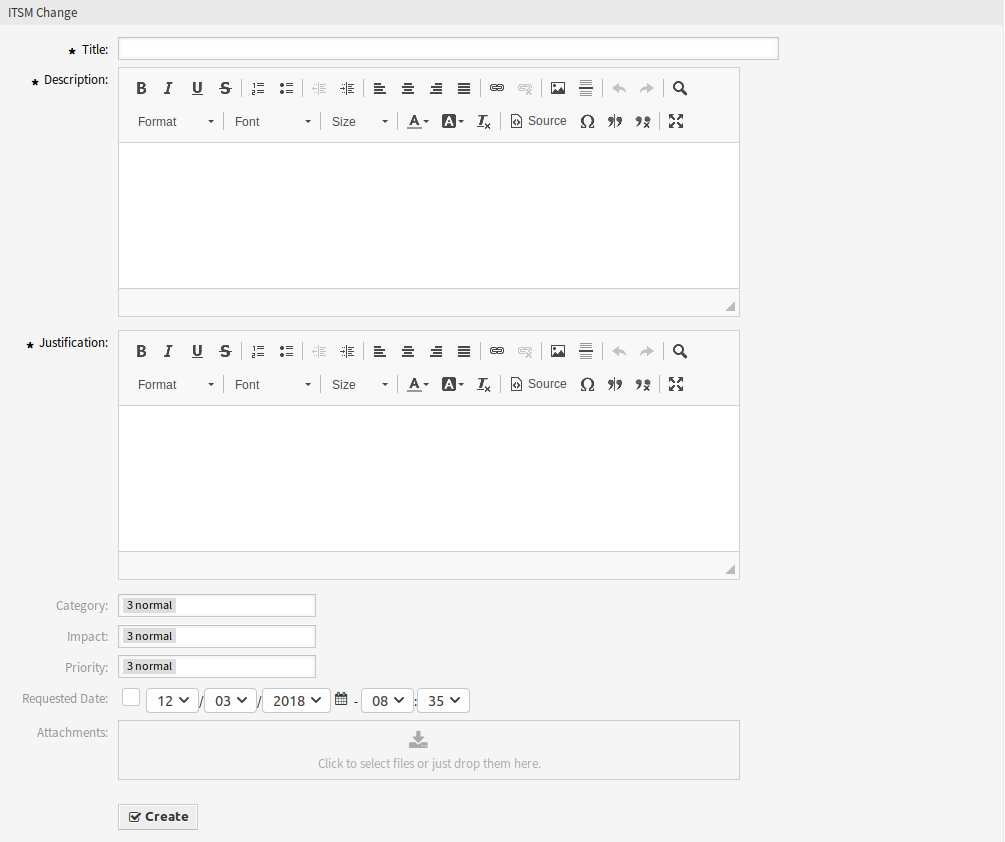 ITSM Change
★ Title:
★ Description:
B I U S
Format Font Size A A Tx Source Ω
★ Justification:
B I U S
Format Font Size A A Tx Source Ω
Category: 3 normal
Impact: 3 normal
Priority: 3 normal
Requested Date: 12 / 03 / 2018 - 08 : 35
Attachments:
Click to select files or just drop them here.
Create